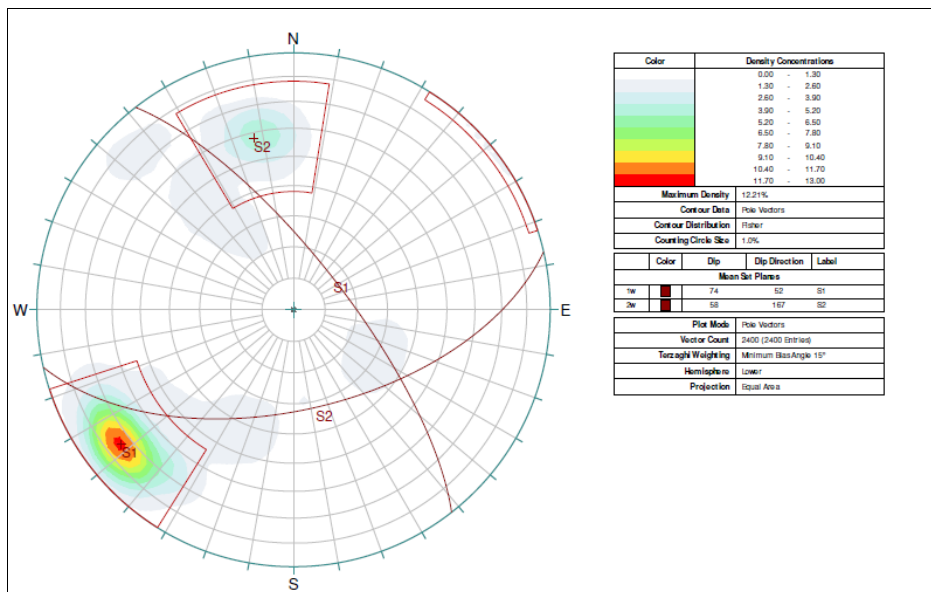 N
S2
S1
W
E
S2
S1
S
Color Density Concentrations
0.00 - 1.30
1.30 - 2.60
2.60 - 3.90
3.90 - 5.20
5.20 - 6.50
6.50 - 7.80
7.80 - 9.10
9.10 - 10.40
10.40 - 11.70
11.70 - 13.00
Maximum Density 12.21%
Contour Data Pole Vectors
Contour Distribution Fisher
Counting Circle Size 1.0%
Color Dip Dip Direction Label
Mean Set Planes
1w 74 52 S1
2w 58 167 S2
Plot Mode Pole Vectors
Vector Count 2400 (2400 Entries)
Terzaghi Weighting Minimum Bias Angle 15°
Hemisphere Lower
Projection Equal Area